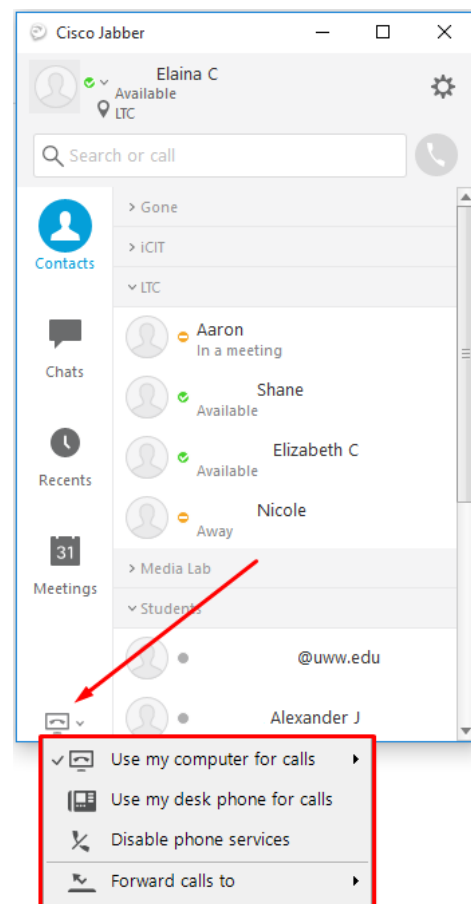 Cisco Jabber
Elaina C
Available
LTC
Search or call
Contacts
Chats
Recents
31
Meetings
Gone
iCIT
LTC
Aaron
In a meeting
Shane
Available
Elizabeth C
Available
Nicole
Away
Media Lab
Students
@uww.edu
Alexander J
Use my computer for calls
Use my desk phone for calls
Disable phone services
Forward calls to